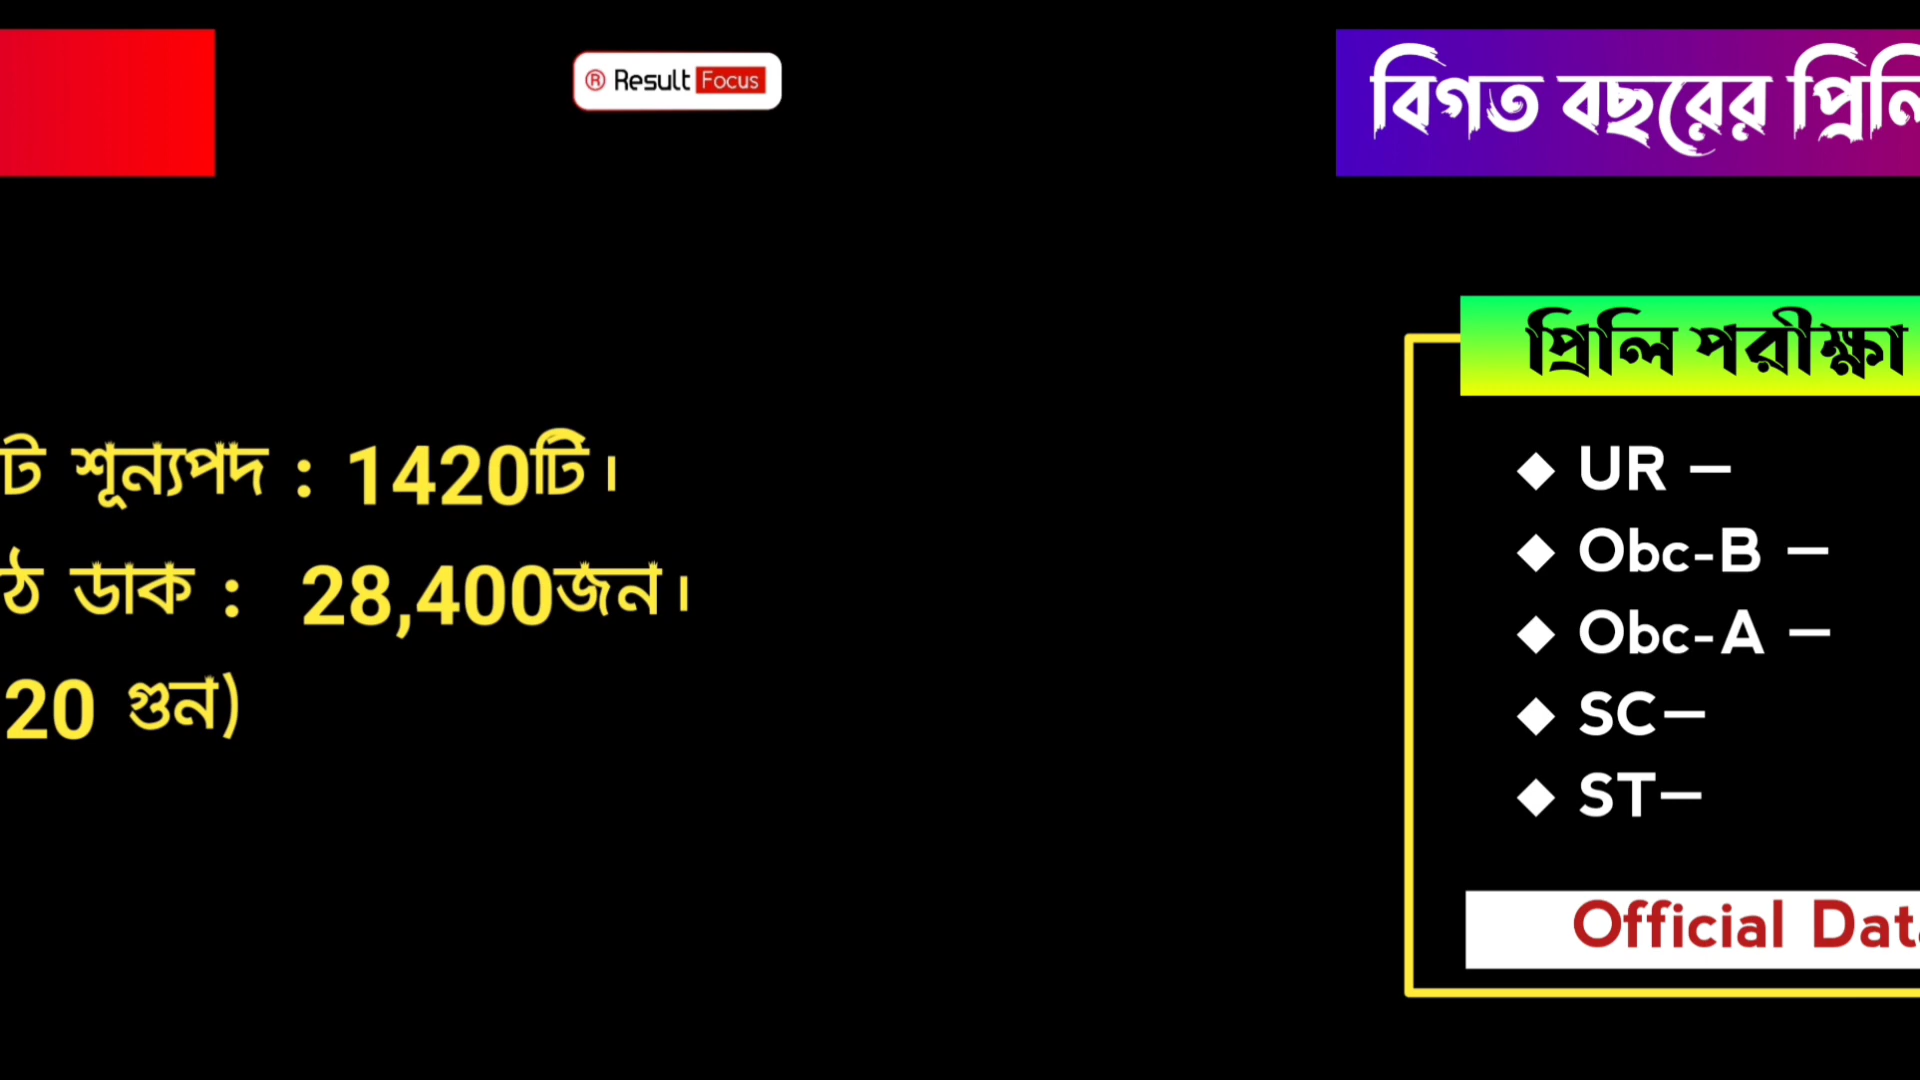 ® Result Focus
শূন্যপদ : 1420টি।
ডাক : 28,400জন।
20 গুন)
বিগত বছরের
প্রিলি পরীক্ষা
◆ UR –
◆ Obc-B –
◆ Obc-A –
◆ SC–
◆ ST–
Official